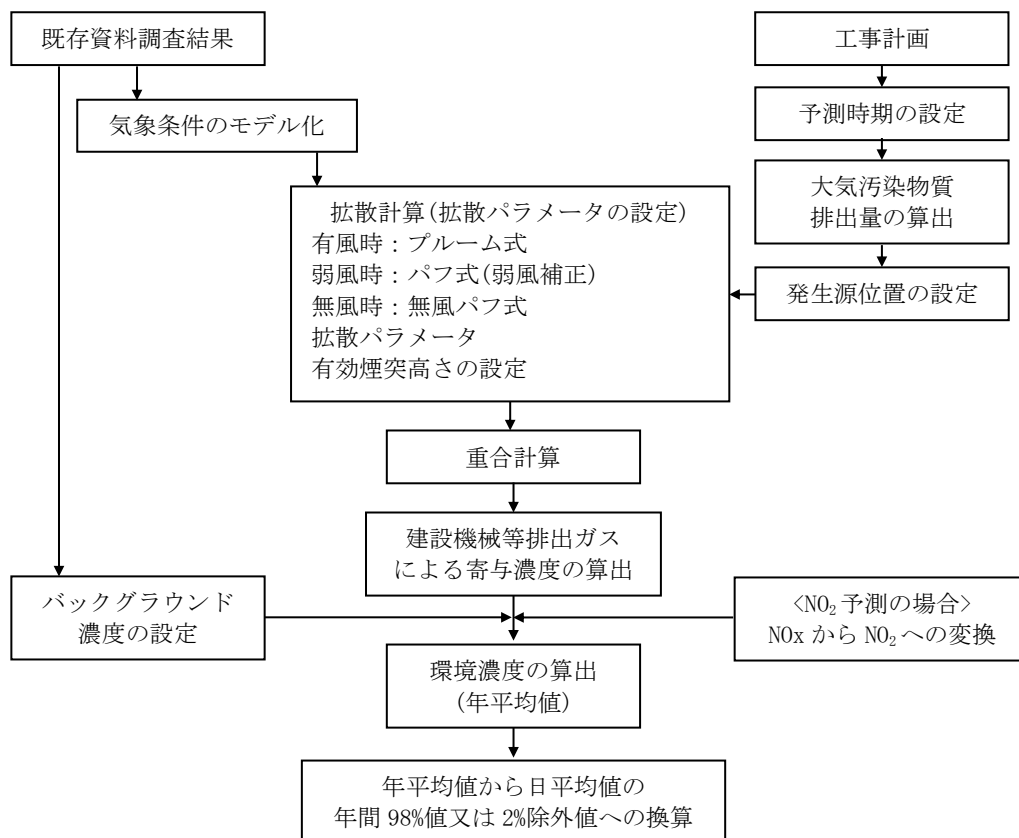 既存資料調査結果
工事計画
気象条件のモデル化
予測時期の設定
大気汚染物質
排出量の算出
拡散計算(拡散パラメータの設定)
有風時：プルーム式
弱風時：パフ式(弱風補正)
無風時：無風パフ式
拡散パラメータ
有効煙突高さの設定
発生源位置の設定
重合計算
建設機械等排出ガス
による寄与濃度の算出
バックグラウンド
濃度の設定
<NO₂予測の場合>
NOxからNO₂への変換
環境濃度の算出
(年平均値)
年平均値から日平均値の
年間98%値又は2%除外値への換算